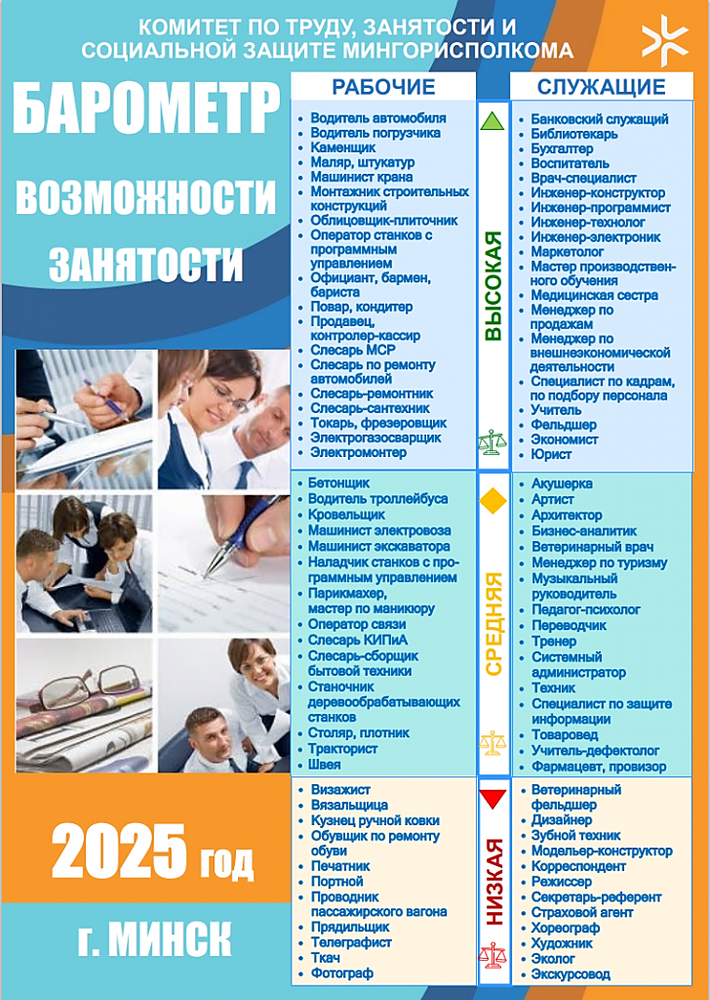 КОМИТЕТ ПО ТРУДУ, ЗАНЯТОСТИ И
СОЦИАЛЬНОЙ ЗАЩИТЕ МИНГОРИСПОЛКОМА
БАРОМЕТР
ВОЗМОЖНОСТИ
ЗАНЯТОСТИ
2025 год
г. МИНСК
РАБОЧИЕ
• Водитель автомобиля
• Водитель погрузчика
• Каменщик
• Маляр, штукатур
• Машинист крана
• Монтажник строительных
конструкций
• Облицовщик-плиточник
• Оператор станков с
программным
управлением
• Официант, бармен,
бариста
• Повар, кондитер
• Продавец,
контролер-кассир
• Слесарь МСР
• Слесарь по ремонту
автомобилей
• Слесарь-ремонтник
• Слесарь-сантехник
• Токарь, фрезеровщик
• Электрогазосварщик
• Электромонтер
ВЫСОКАЯ
СЛУЖАЩИЕ
• Банковский служащий
• Библиотекарь
• Бухгалтер
• Воспитатель
• Врач-специалист
• Инженер-конструктор
• Инженер-программист
• Инженер-технолог
• Инженер-электроник
• Маркетолог
• Мастер производствен-
ного обучения
• Медицинская сестра
• Менеджер по
продажам
• Менеджер по
внешнеэкономической
деятельности
• Специалист по кадрам,
по подбору персонала
• Учитель
• Фельдшер
• Экономист
• Юрист
• Бетонщик
• Водитель троллейбуса
• Кровельщик
• Машинист электровоза
• Машинист экскаватора
• Наладчик станков с про-
граммным управлением
• Парикмахер,
мастер по маникюру
• Оператор связи
• Слесарь КИПиА
• Слесарь-сборщик
бытовой техники
• Станочник
деревообрабатывающих
станков
• Столяр, плотник
• Тракторист
• Швея
СРЕДНЯЯ
• Акушерка
• Артист
• Архитектор
• Бизнес-аналитик
• Ветеринарный врач
• Менеджер по туризму
• Музыкальный
руководитель
• Педагог-психолог
• Переводчик
• Тренер
• Системный
администратор
• Техник
• Специалист по защите
информации
• Товаровед
• Учитель-дефектолог
• Фармацевт, провизор
• Визажист
• Вязальщица
• Кузнец ручной ковки
• Обувщик по ремонту
обуви
• Печатник
• Портной
• Проводник
пассажирского вагона
• Прядильщик
• Телеграфист
• Ткач
• Фотограф
НИЗКАЯ
• Ветеринарный
фельдшер
• Дизайнер
• Зубной техник
• Модельер-конструктор
• Корреспондент
• Режиссер
• Секретарь-референт
• Страховой агент
• Хореограф
• Художник
• Эколог
• Экскурсовод